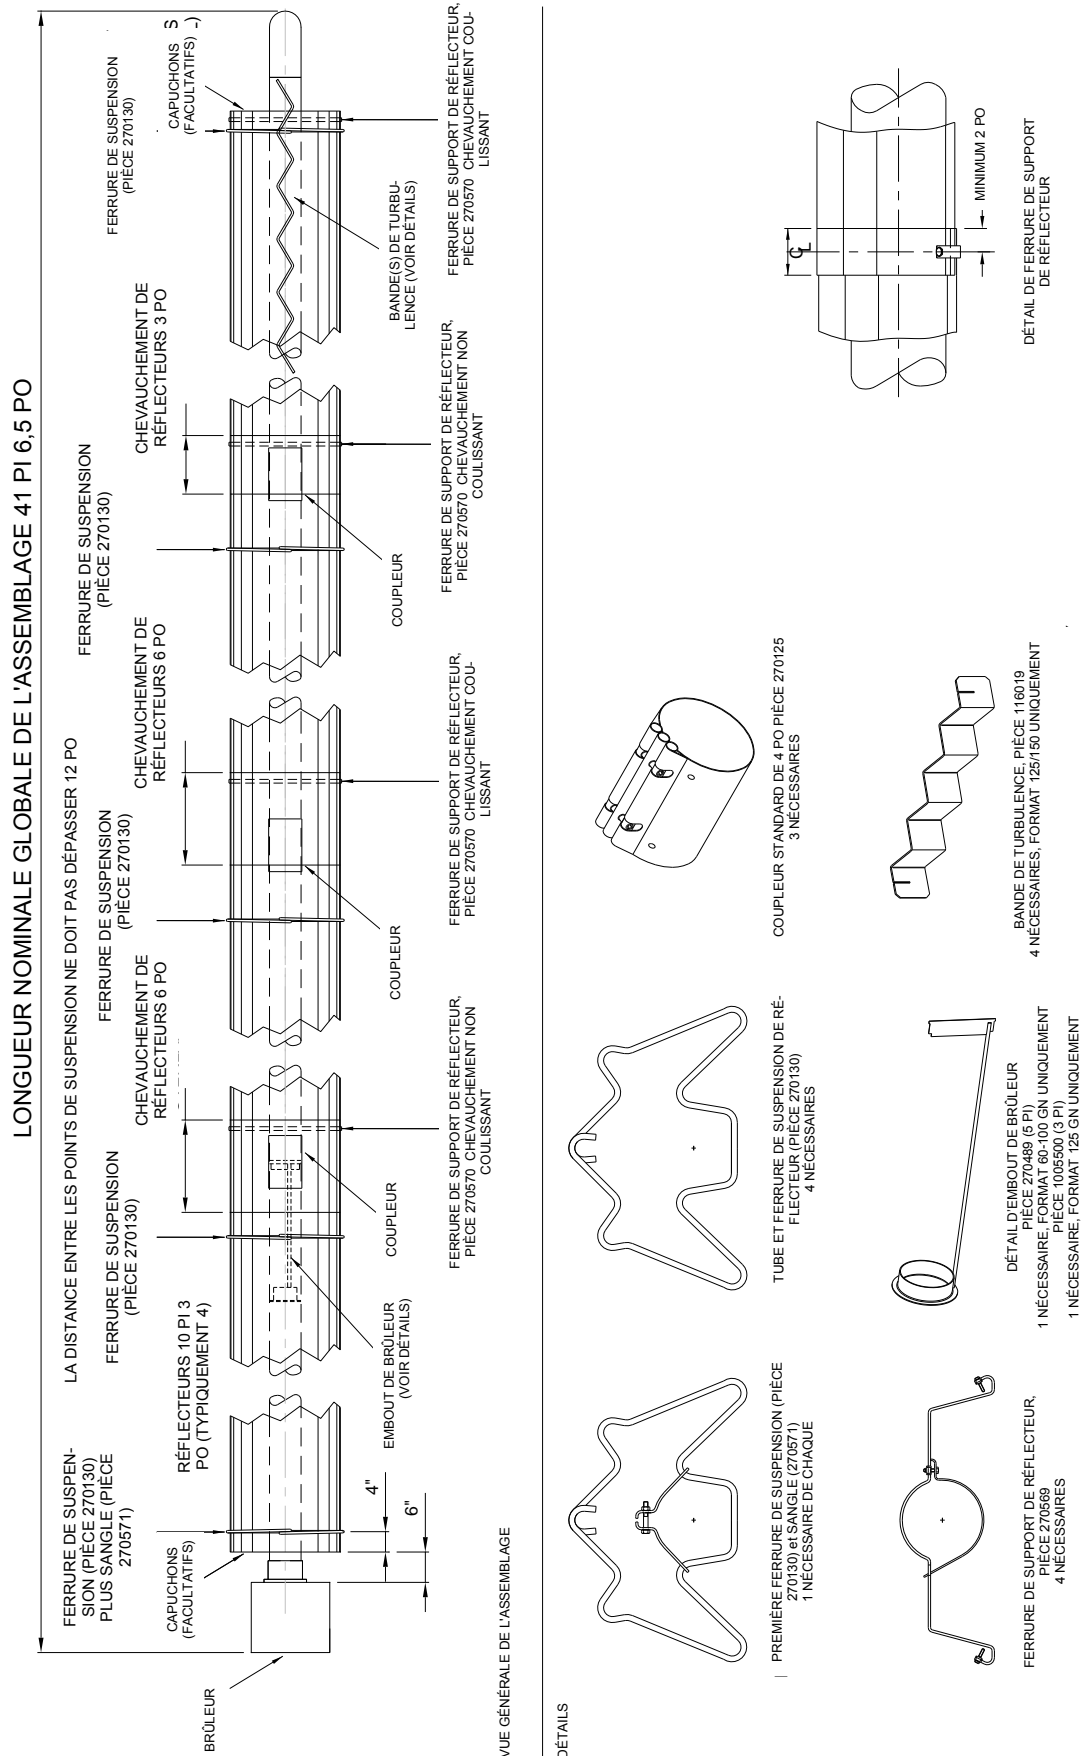 LONGUEUR NOMINALE GLOBALE DE L'ASSEMBLAGE 41 PI 6,5 PO
LA DISTANCE ENTRE LES POINTS DE SUSPENSION NE DOIT PAS DÉPASSER 12 PO
FERRURE DE SUSPEN-
SION (PIÈCE 270130)
PLUS SANGLE (PIÈCE
270571)
FERRURE DE SUSPENSION
(PIÈCE 270130)
FERRURE DE SUSPENSION
(PIÈCE 270130)
FERRURE DE SUSPENSION
(PIÈCE 270130)
FERRURE DE SUSPENSION
(PIÈCE 270130)
CAPUCHONS
(FACULTATIFS)
RÉFLECTEURS 10 PI 3
PO (TYPIQUEMENT 4)
CHEVAUCHEMENT DE
RÉFLECTEURS 6 PO
CHEVAUCHEMENT DE
RÉFLECTEURS 6 PO
CHEVAUCHEMENT DE
RÉFLECTEURS 3 PO
CAPUCHONS
(FACULTATIFS)
BRÛLEUR
4"
6"
EMBOUT DE BRÛLEUR
(VOIR DÉTAILS)
COUPLEUR
COUPLEUR
COUPLEUR
BANDE(S) DE TURBU-
LENCE (VOIR DÉTAILS)
FERRURE DE SUPPORT DE RÉFLECTEUR,
PIÈCE 270570 CHEVAUCHEMENT NON
COULISSANT
FERRURE DE SUPPORT DE RÉFLECTEUR,
PIÈCE 270570 CHEVAUCHEMENT COU-
LISSANT
FERRURE DE SUPPORT DE RÉFLECTEUR,
PIÈCE 270570 CHEVAUCHEMENT NON
COULISSANT
FERRURE DE SUPPORT DE RÉFLECTEUR,
PIÈCE 270570 CHEVAUCHEMENT COU-
LISSANT
VUE GÉNÉRALE DE L'ASSEMBLAGE
DÉTAILS
PREMIÈRE FERRURE DE SUSPENSION (PIÈCE
270130) et SANGLE (270571)
1 NÉCESSAIRE DE CHAQUE
TUBE ET FERRURE DE SUSPENSION DE RÉ-
FLECTEUR (PIÈCE 270130)
4 NÉCESSAIRES
COUPLEUR STANDARD DE 4 PO PIÈCE 270125
3 NÉCESSAIRES
CL
MINIMUM 2 PO
DÉTAIL DE FERRURE DE SUPPORT
DE RÉFLECTEUR
FERRURE DE SUPPORT DE RÉFLECTEUR,
PIÈCE 270569
4 NÉCESSAIRES
DÉTAIL D'EMBOUT DE BRÛLEUR
PIÈCE 270489 (5 PI)
1 NÉCESSAIRE, FORMAT 60-100 GN UNIQUEMENT
PIÈCE 1005500 (3 PI)
1 NÉCESSAIRE, FORMAT 125 GN UNIQUEMENT
BANDE DE TURBULENCE, PIÈCE 116019
4 NÉCESSAIRES, FORMAT 125/150 UNIQUEMENT